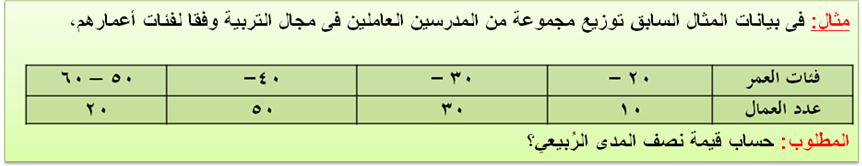 مثال: فى بيانات المثال السابق توزيع مجموعة من المدرسين العاملين فى مجال التربية وفقا لفئات أعمارهم،
فئات العمر ٢٠ – ٣٠ – ٤٠– ٥٠ – ٦٠
عدد العمال ١٠ ٣٠ ٥٠ ٢٠
المطلوب: حساب قيمة نصف المدى الرُبيعي؟